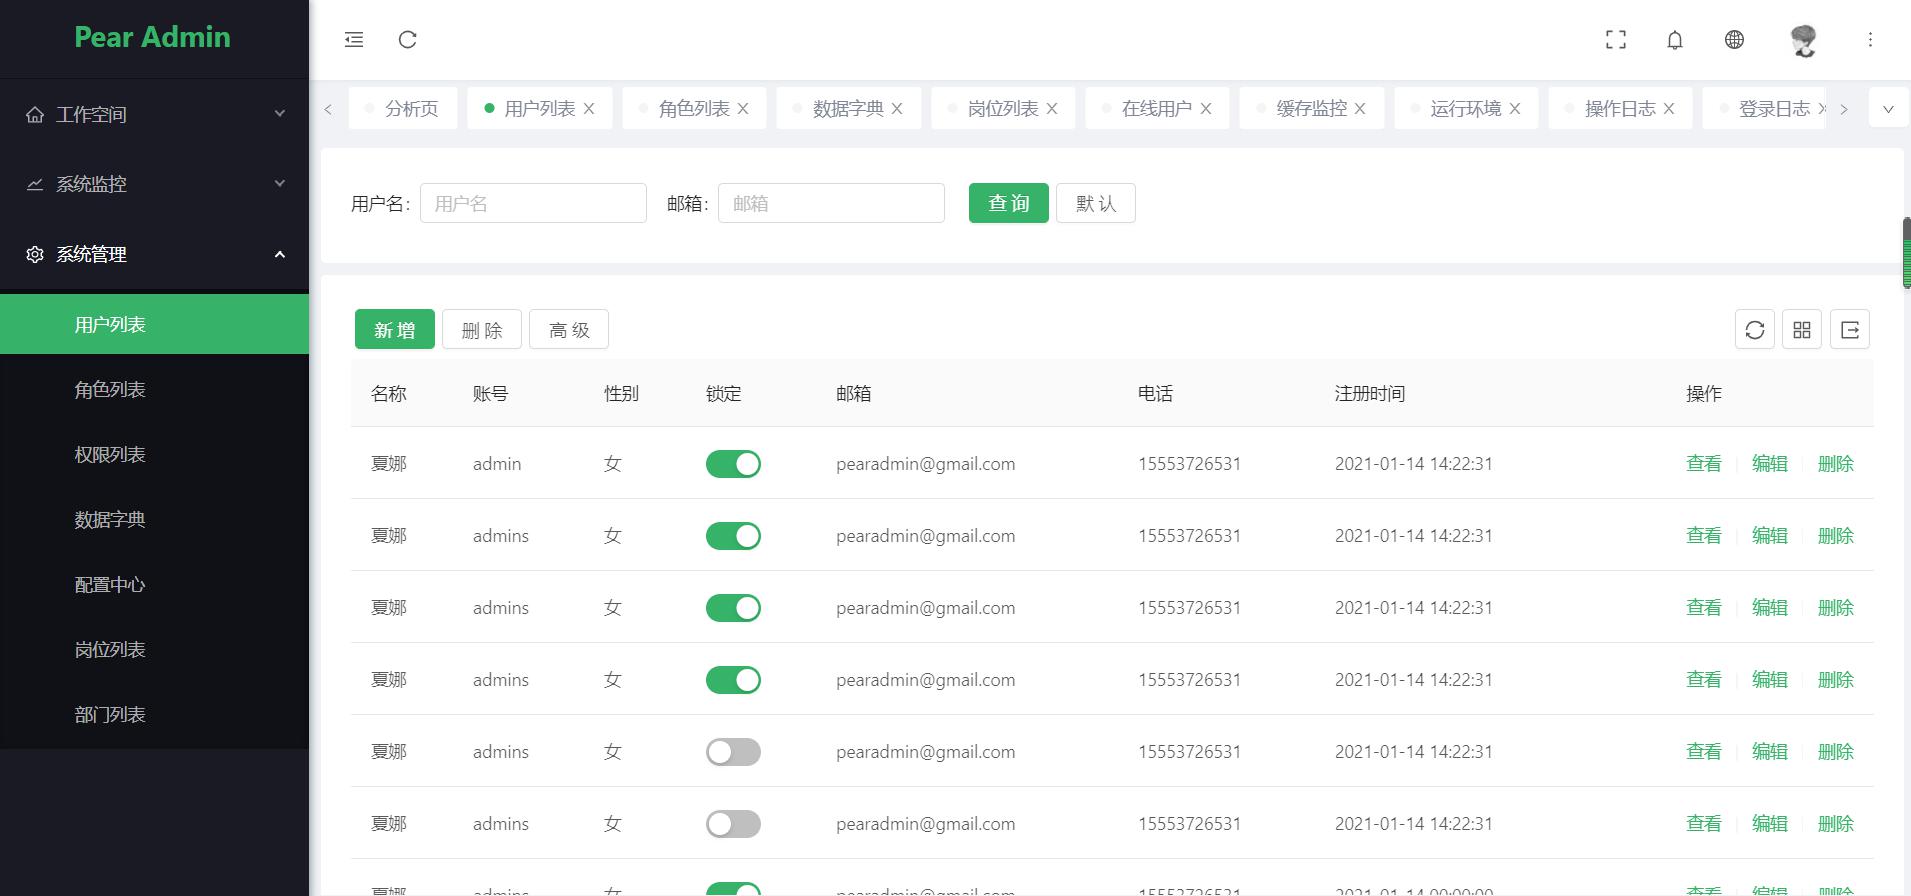 Pear Admin
工作空间
系统监控
系统管理
用户列表
角色列表
权限列表
数据字典
配置中心
岗位列表
部门列表
分析页 用户列表 角色列表 数据字典 岗位列表 在线用户 缓存监控 运行环境 操作日志 登录日志
用户名: 用户名 邮箱: 邮箱 查询 默认
新增 删除 高级
名称 账号 性别 锁定 邮箱 电话 注册时间 操作
夏娜 admin 女 pearadmin@gmail.com 15553726531 2021-01-14 14:22:31 查看 编辑 删除
夏娜 admins 女 pearadmin@gmail.com 15553726531 2021-01-14 14:22:31 查看 编辑 删除
夏娜 admins 女 pearadmin@gmail.com 15553726531 2021-01-14 14:22:31 查看 编辑 删除
夏娜 admins 女 pearadmin@gmail.com 15553726531 2021-01-14 14:22:31 查看 编辑 删除
夏娜 admins 女 pearadmin@gmail.com 15553726531 2021-01-14 14:22:31 查看 编辑 删除
夏娜 admins 女 pearadmin@gmail.com 15553726531 2021-01-14 14:22:31 查看 编辑 删除